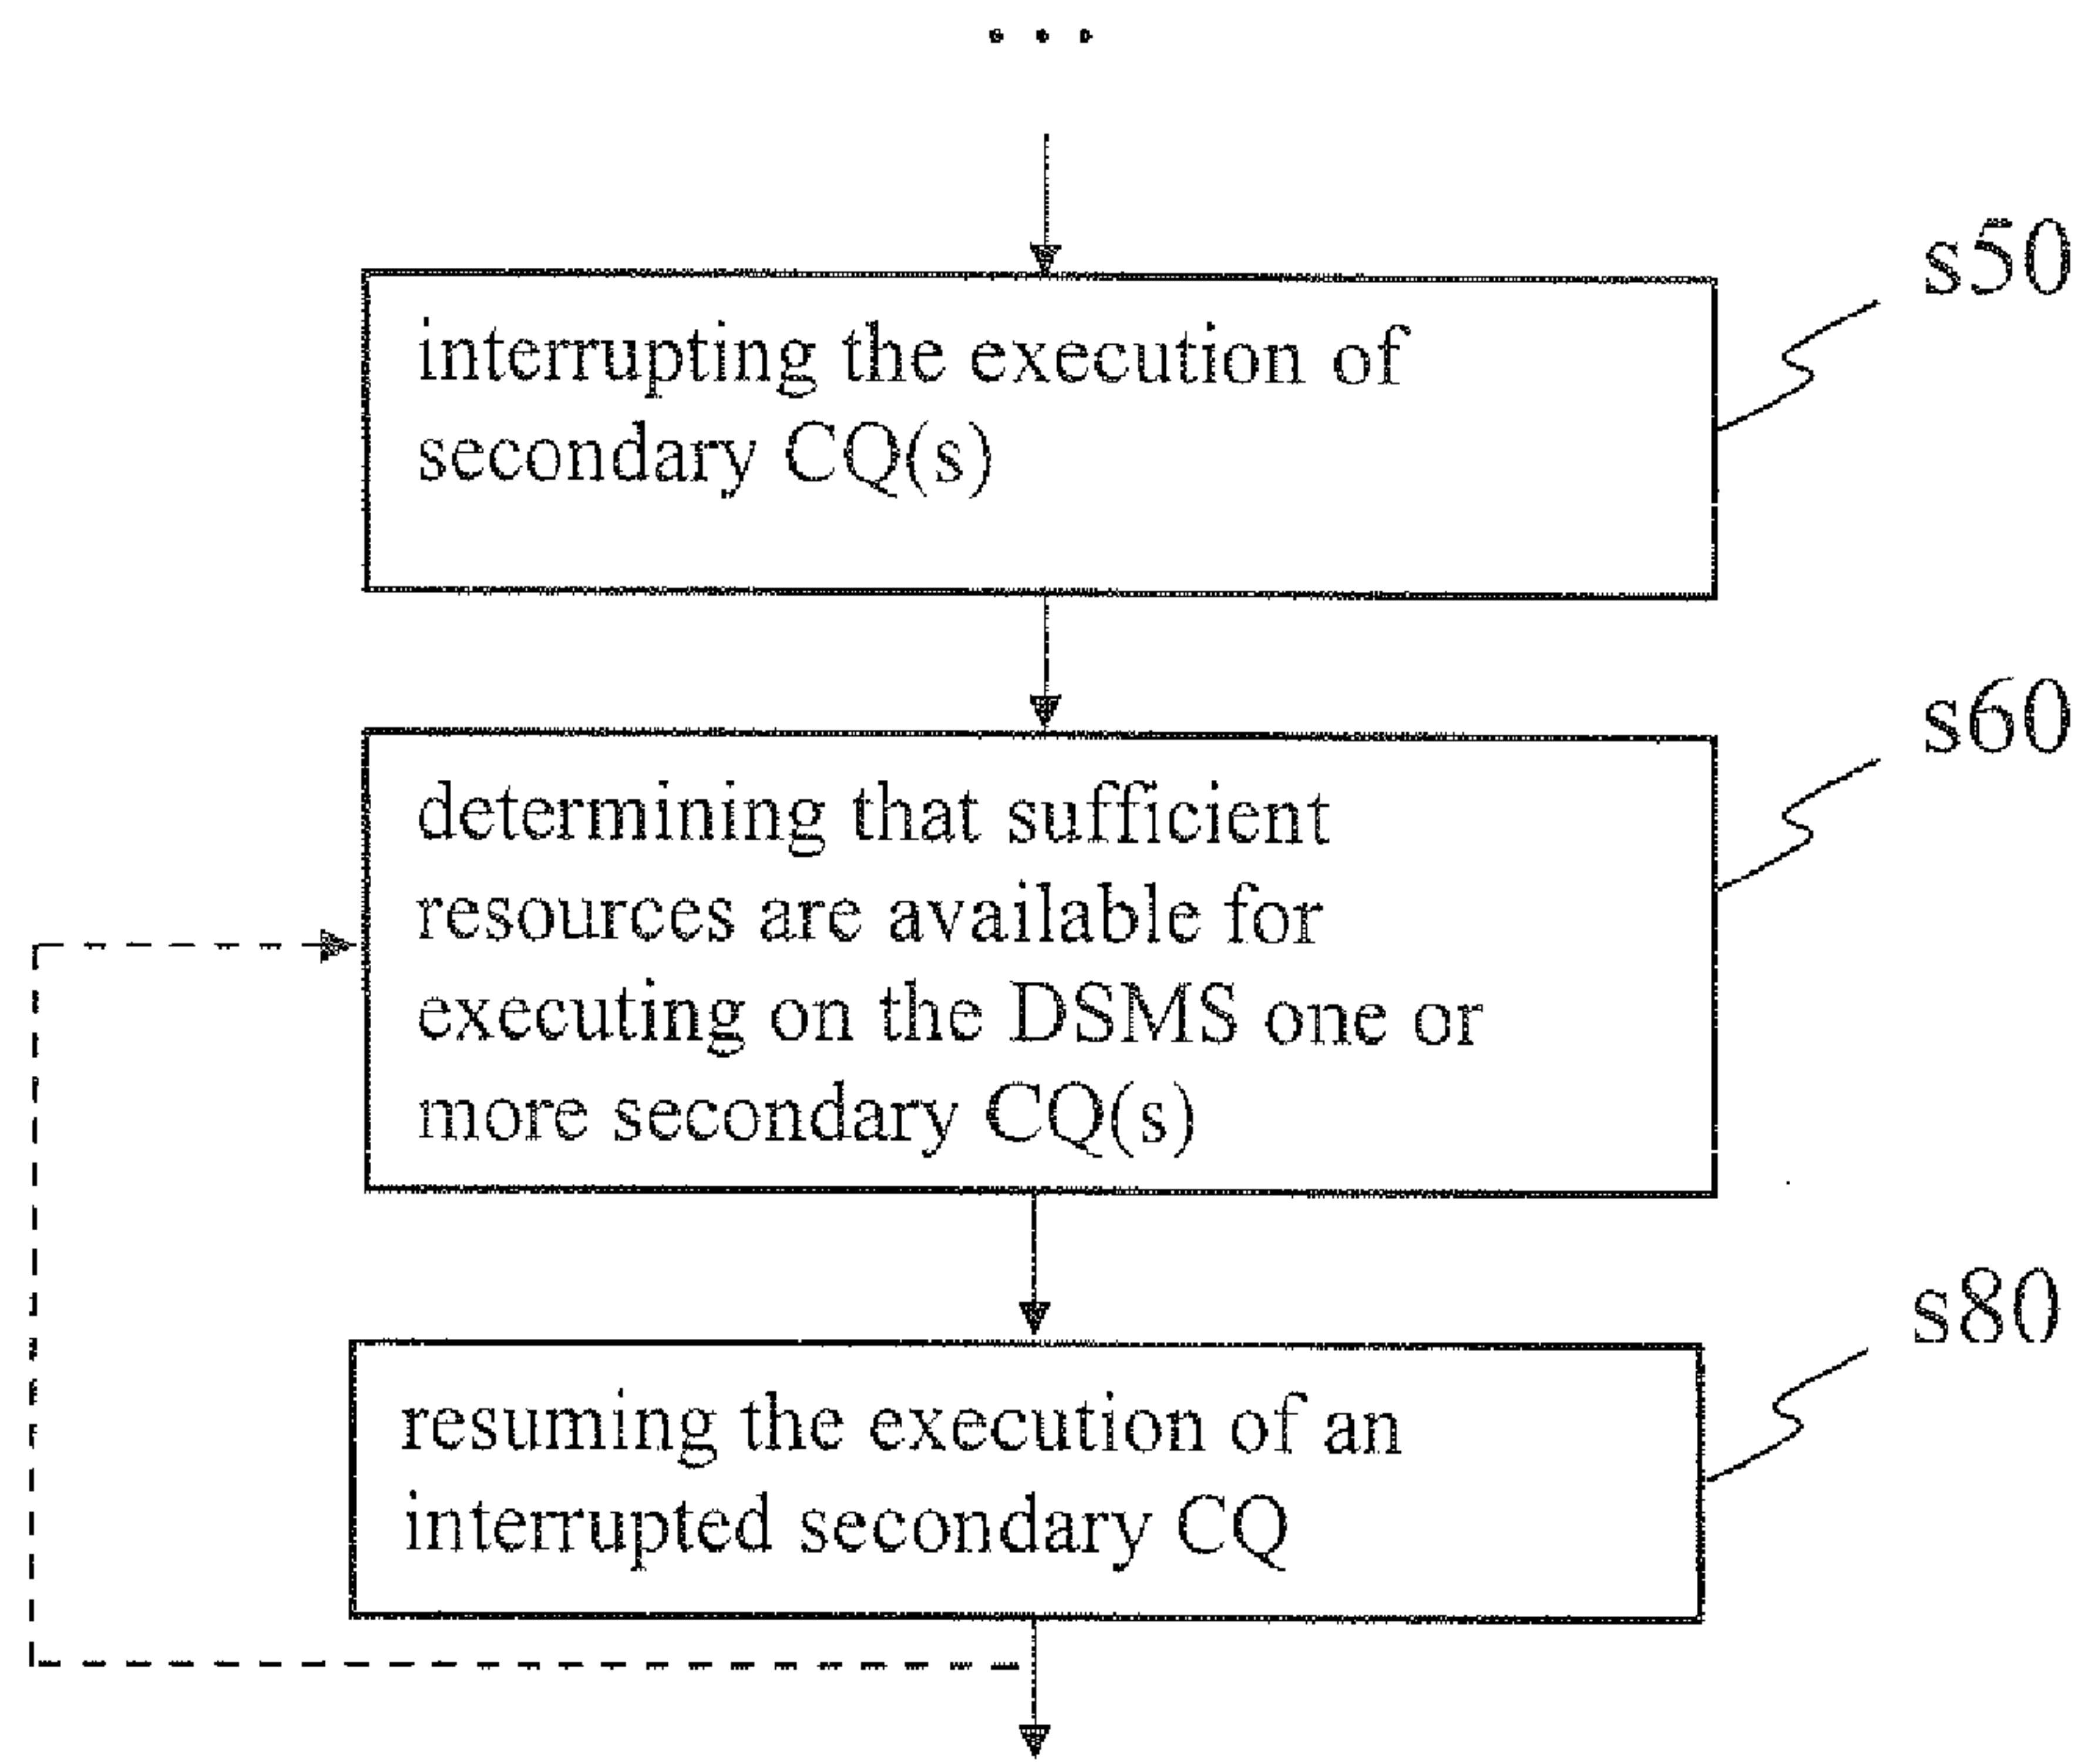 ...
s50
interrupting the execution of
secondary CQ(s)
s60
determining that sufficient
resources are available for
executing on the DSMS one or
more secondary CQ(s)
s80
resuming the execution of an
interrupted secondary CQ